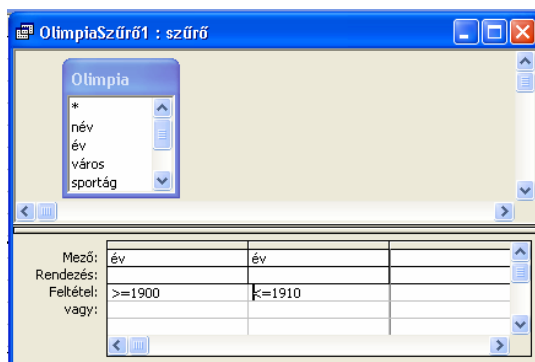 OlimpiaSzűrő1 : szűrő
Olimpia
*
név
év
város
sportág
Mező: év év
Rendezés:
Feltétel: >=1900 <=1910
vagy: